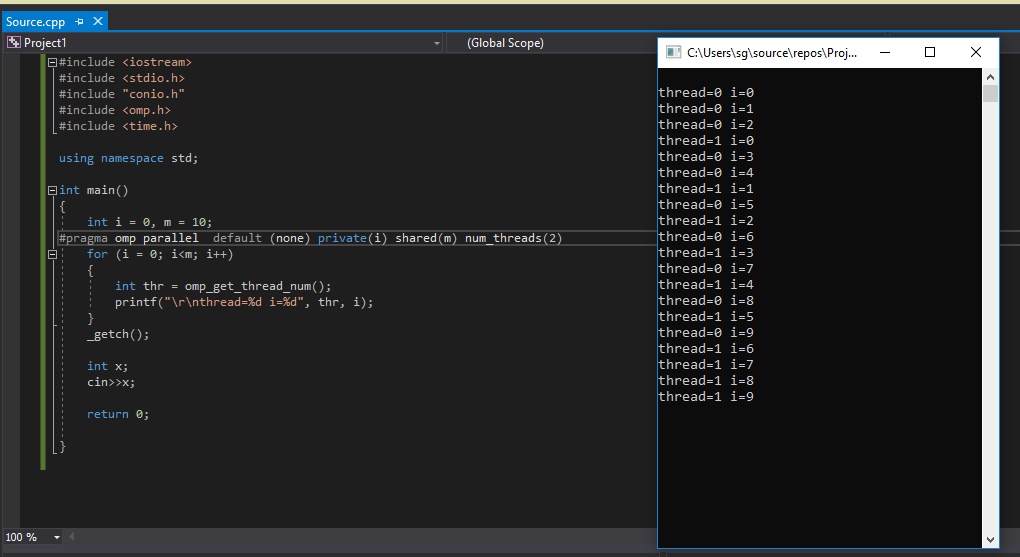 Source.cpp
Project1
(Global Scope)
#include <iostream>
#include <stdio.h>
#include "conio.h"
#include <omp.h>
#include <time.h>
using namespace std;
int main()
{
int i = 0, m = 10;
#pragma omp parallel  default (none) private(i) shared(m) num_threads(2)
for (i = 0; i<m; i++)
{
int thr = omp_get_thread_num();
printf("\r\nthread=%d i=%d", thr, i);
}
_getch();
int x;
cin>>x;
return 0;
}
100 %
C:\Users\sg\source\repos\Proj...
thread=0 i=0
thread=0 i=1
thread=0 i=2
thread=1 i=0
thread=0 i=3
thread=0 i=4
thread=1 i=1
thread=0 i=5
thread=1 i=2
thread=0 i=6
thread=1 i=3
thread=0 i=7
thread=1 i=4
thread=0 i=8
thread=1 i=5
thread=0 i=9
thread=1 i=6
thread=1 i=7
thread=1 i=8
thread=1 i=9